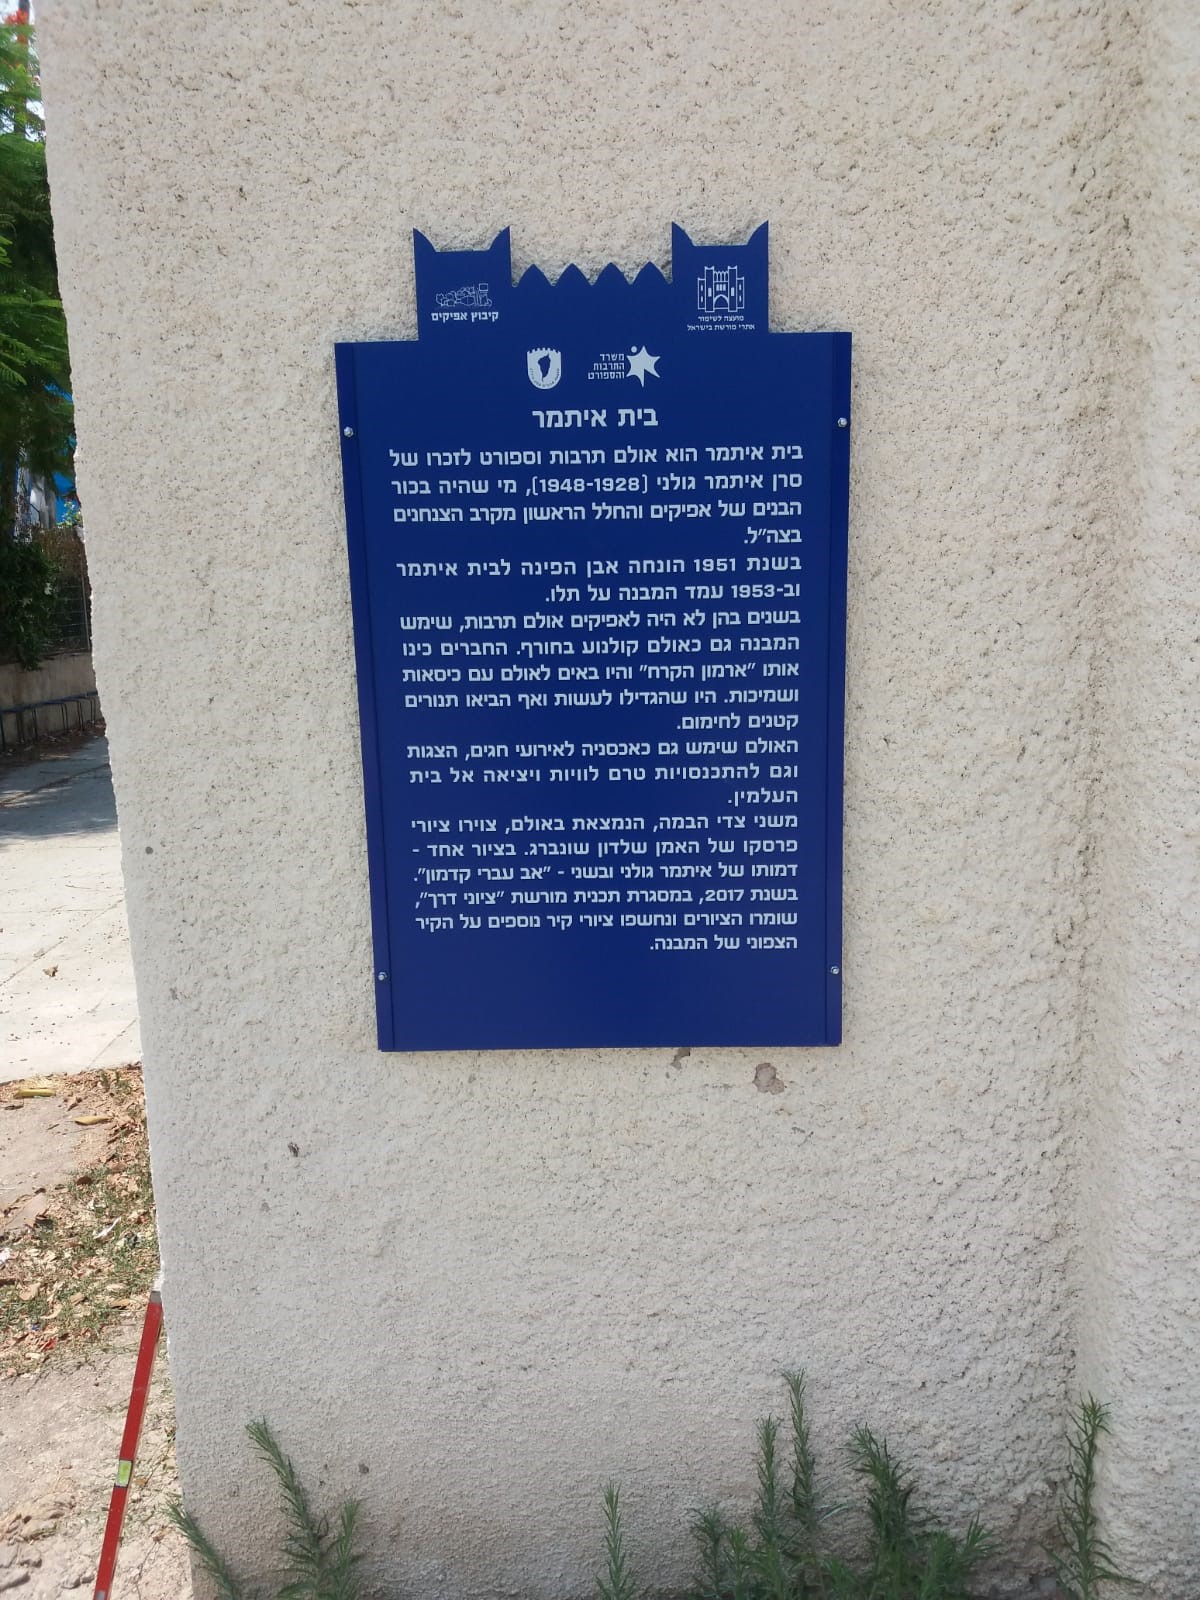 קיבוץ אפיקים
מועצה לשימור
אתרי מורשת בישראל
משרד
התרבות
והספורט
בית איתמר
בית איתמר הוא אולם תרבות וספורט לזכרו של
סרן איתמר גולני (1948-1928), מי שהיה בכור
הבנים של אפיקים והחלל הראשון מקרב הצנחנים
בצה"ל.
בשנת 1951 הונחה אבן הפינה לבית איתמר
וב-1953 עמד המבנה על תלו.
בשנים בהן לא היה לאפיקים אולם תרבות, שימש
המבנה גם כאולם קולנוע בחורף. החברים כינו
אותו "ארמון הקרח" והיו באים לאולם עם כיסאות
ושמיכות. היו שהגדילו לעשות ואף הביאו תנורים
קטנים לחימום.
האולם שימש גם כאכסניה לאירועי חגים, הצגות
וגם להתכנסויות טרם לוויות ויציאה אל בית
העלמין.
משני צדי הבמה, הנמצאת באולם, צוירו ציורי
פרסקו של האמן שלדון שונברג. בציור אחד -
דמותו של איתמר גולני ובשני - "אב עברי קדמון".
בשנת 2017, במסגרת תכנית מורשת "ציוני דרך",
שומרו הציורים ונחשפו ציורי קיר נוספים על הקיר
הצפוני של המבנה.